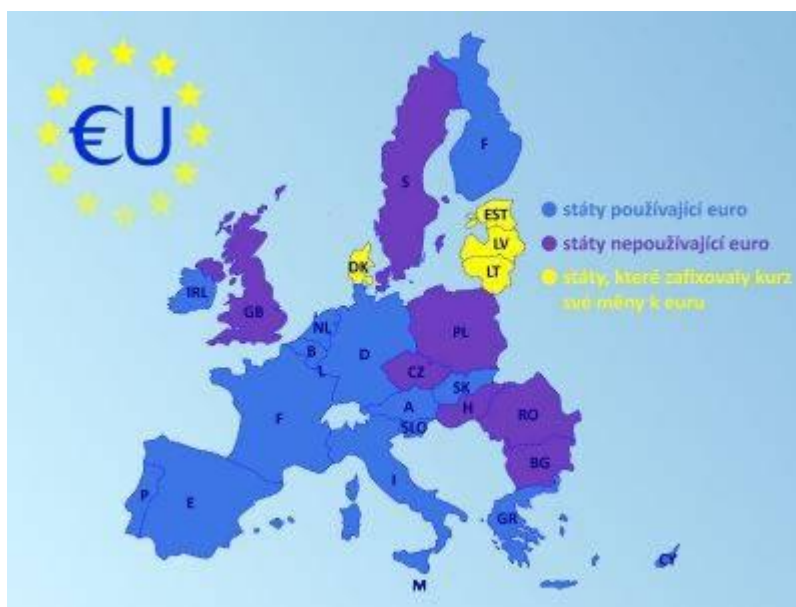 €U
F
S
EST
LV
LT
DK
IRL
GB
NL
B
L
D
PL
CZ
SK
A
H
SLO
RO
F
BG
P
E
I
GR
CY
M
státy používající euro
státy nepoužívající euro
státy, které zafixovaly kurz
své měny k euru